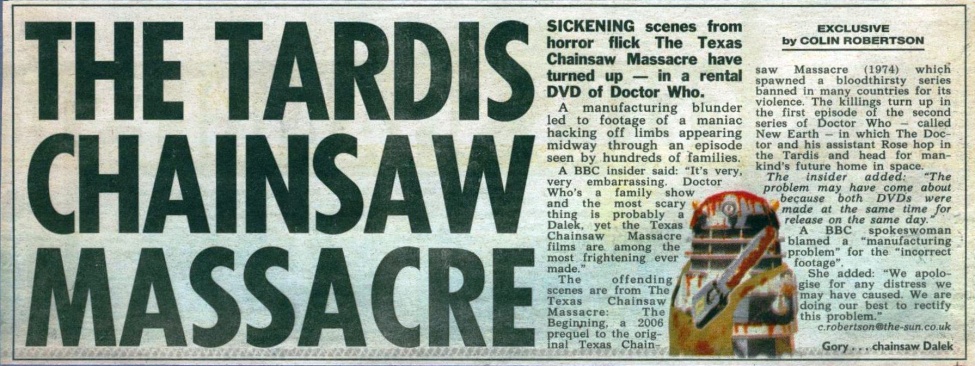 THE TARDIS
CHAINSAW
MASSACRE
SICKENING scenes from
horror flick The Texas
Chainsaw Massacre have
turned up — in a rental
DVD of Doctor Who.
A manufacturing blunder
led to footage of a maniac
hacking off limbs appearing
midway through an episode
seen by hundreds of families.
A BBC insider said: “It’s very,
very embarrassing. Doctor
Who’s a family show
and the most scary
thing is probably a
Dalek, yet the Texas
Chainsaw Massacre
films are among the
most frightening ever
made.”
The offending
scenes are from The
Texas Chainsaw
Massacre: The
Beginning, a 2006
prequel to the orig-
inal Texas Chain-
EXCLUSIVE
by COLIN ROBERTSON
saw Massacre (1974) which
spawned a bloodthirsty series
banned in many countries for its
violence. The killings turn up in
the first episode of the second
series of Doctor Who — called
New Earth — in which The Doc-
tor and his assistant Rose hop in
the Tardis and head for man-
kind’s future home in space.
The insider added: “The
problem may have come about
because both DVDs were
made at the same time for
release on the same day.”
A BBC spokeswoman
blamed a “manufacturing
problem” for the “incorrect
footage”.
She added: “We apolo-
gise for any distress we
may have caused. We are
doing our best to rectify
this problem.”
c.robertson@the-sun.co.uk
Gory . . . chainsaw Dalek